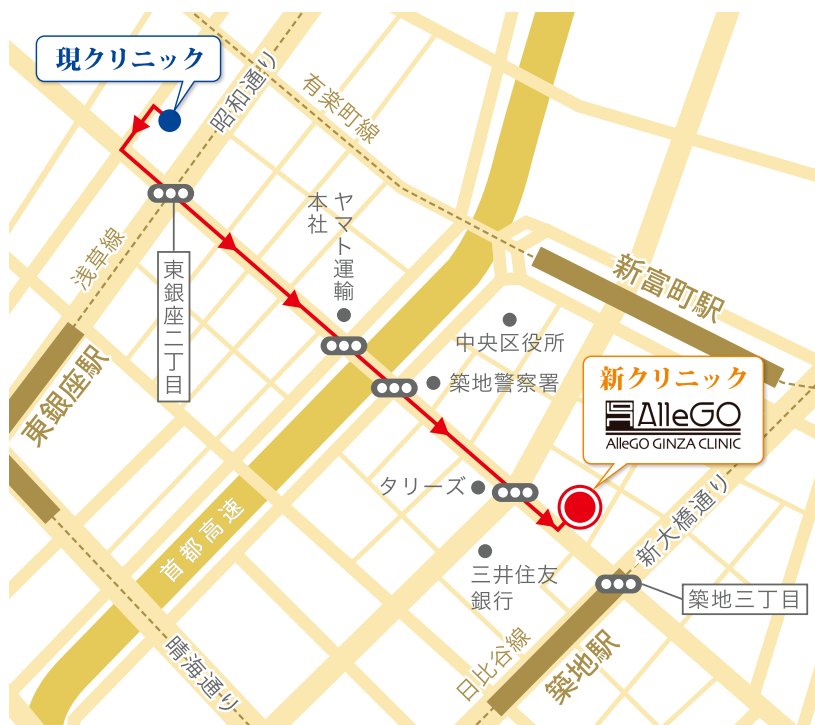 現クリニック
昭和通り
有楽町線
ヤマト運輸
本社
浅草線
東銀座二丁目
新富町駅
中央区役所
東銀座駅
築地警察署
新クリニック
AlleGO
AlleGO GINZA CLINIC
タリーズ
新大橋通り
首都高速
三井住友
銀行
築地三丁目
晴海通り
日比谷線
築地駅